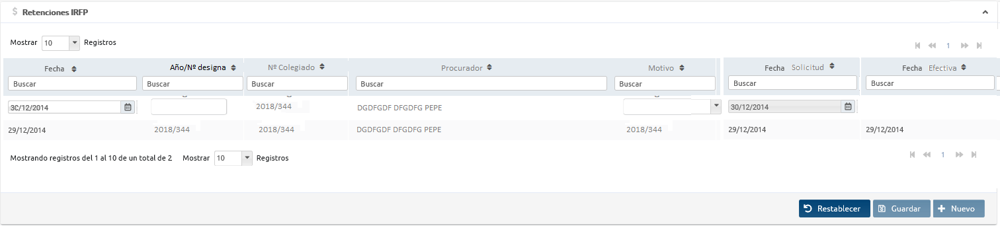 $ Retenciones IRFP
Mostrar 10 Registros 1
Fecha Año/Nº designa Nº Colegiado Procurador Motivo Fecha Solicitud Fecha Efectiva
Buscar Buscar Buscar Buscar Buscar Buscar Buscar
30/12/2014 2018/344 DGDFGDF DFGDFG PEPE 30/12/2014
29/12/2014 2018/344 2018/344 DGDFGDF DFGDFG PEPE 2018/344 29/12/2014 29/12/2014
Mostrando registros del 1 al 10 de un total de 2 Mostrar 10 Registros 1
Restablecer Guardar Nuevo